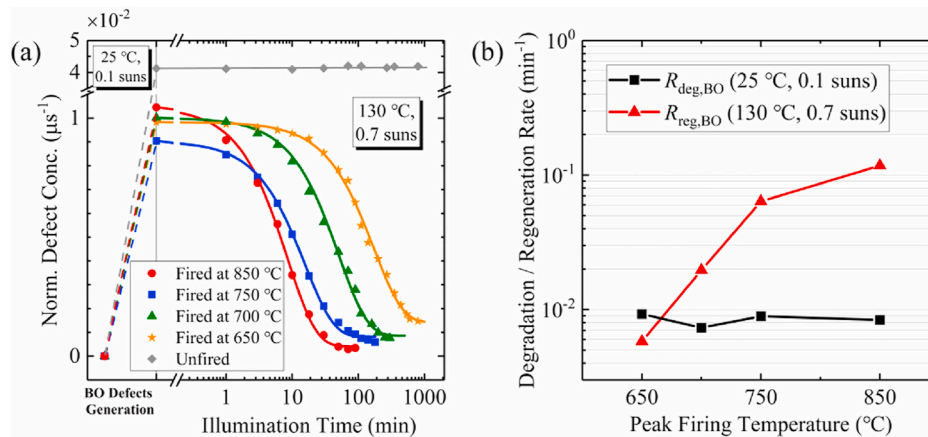 (a)
×10⁻²
5
4
1
0
Norm. Defect Conc. (μs⁻¹)
25 ℃,
0.1 suns
130 ℃,
0.7 suns
Fired at 850 ℃
Fired at 750 ℃
Fired at 700 ℃
Fired at 650 ℃
Unfired
BO Defects
Generation
1 10 100 1000
Illumination Time (min)
(b)
10⁰
10⁻¹
10⁻²
Degradation / Regeneration Rate (min⁻¹)
R_deg,BO (25 ℃, 0.1 suns)
R_reg,BO (130 ℃, 0.7 suns)
650 750 850
Peak Firing Temperature (℃)